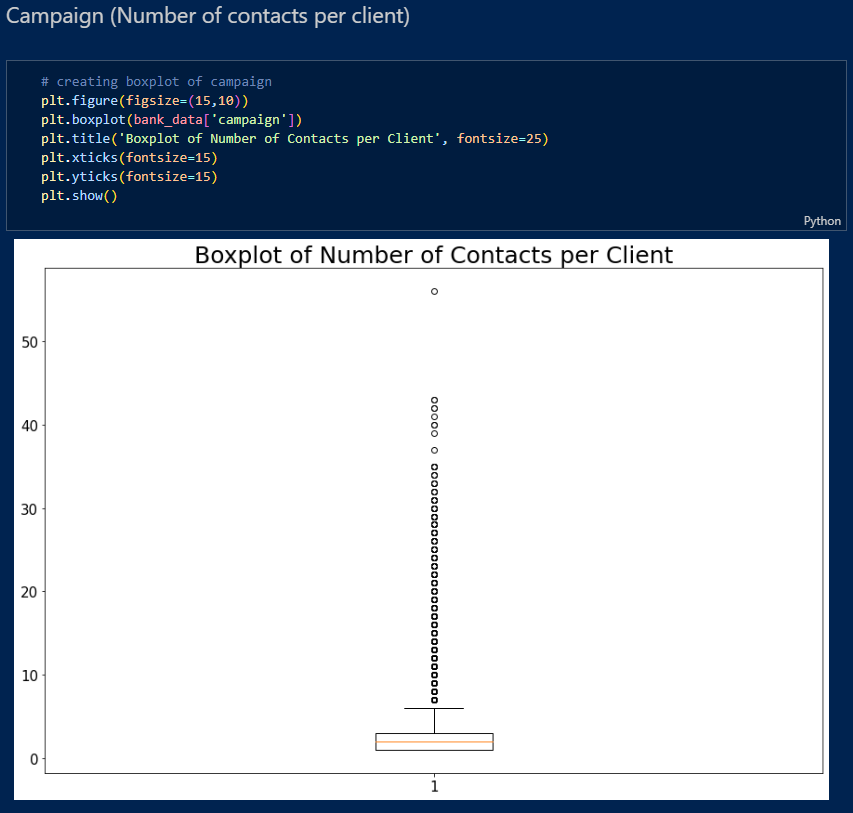 Campaign (Number of contacts per client)
# creating boxplot of campaign
plt.figure(figsize=(15,10))
plt.boxplot(bank_data['campaign'])
plt.title('Boxplot of Number of Contacts per Client', fontsize=25)
plt.xticks(fontsize=15)
plt.yticks(fontsize=15)
plt.show()
Python
Boxplot of Number of Contacts per Client
50
40
30
20
10
0
1